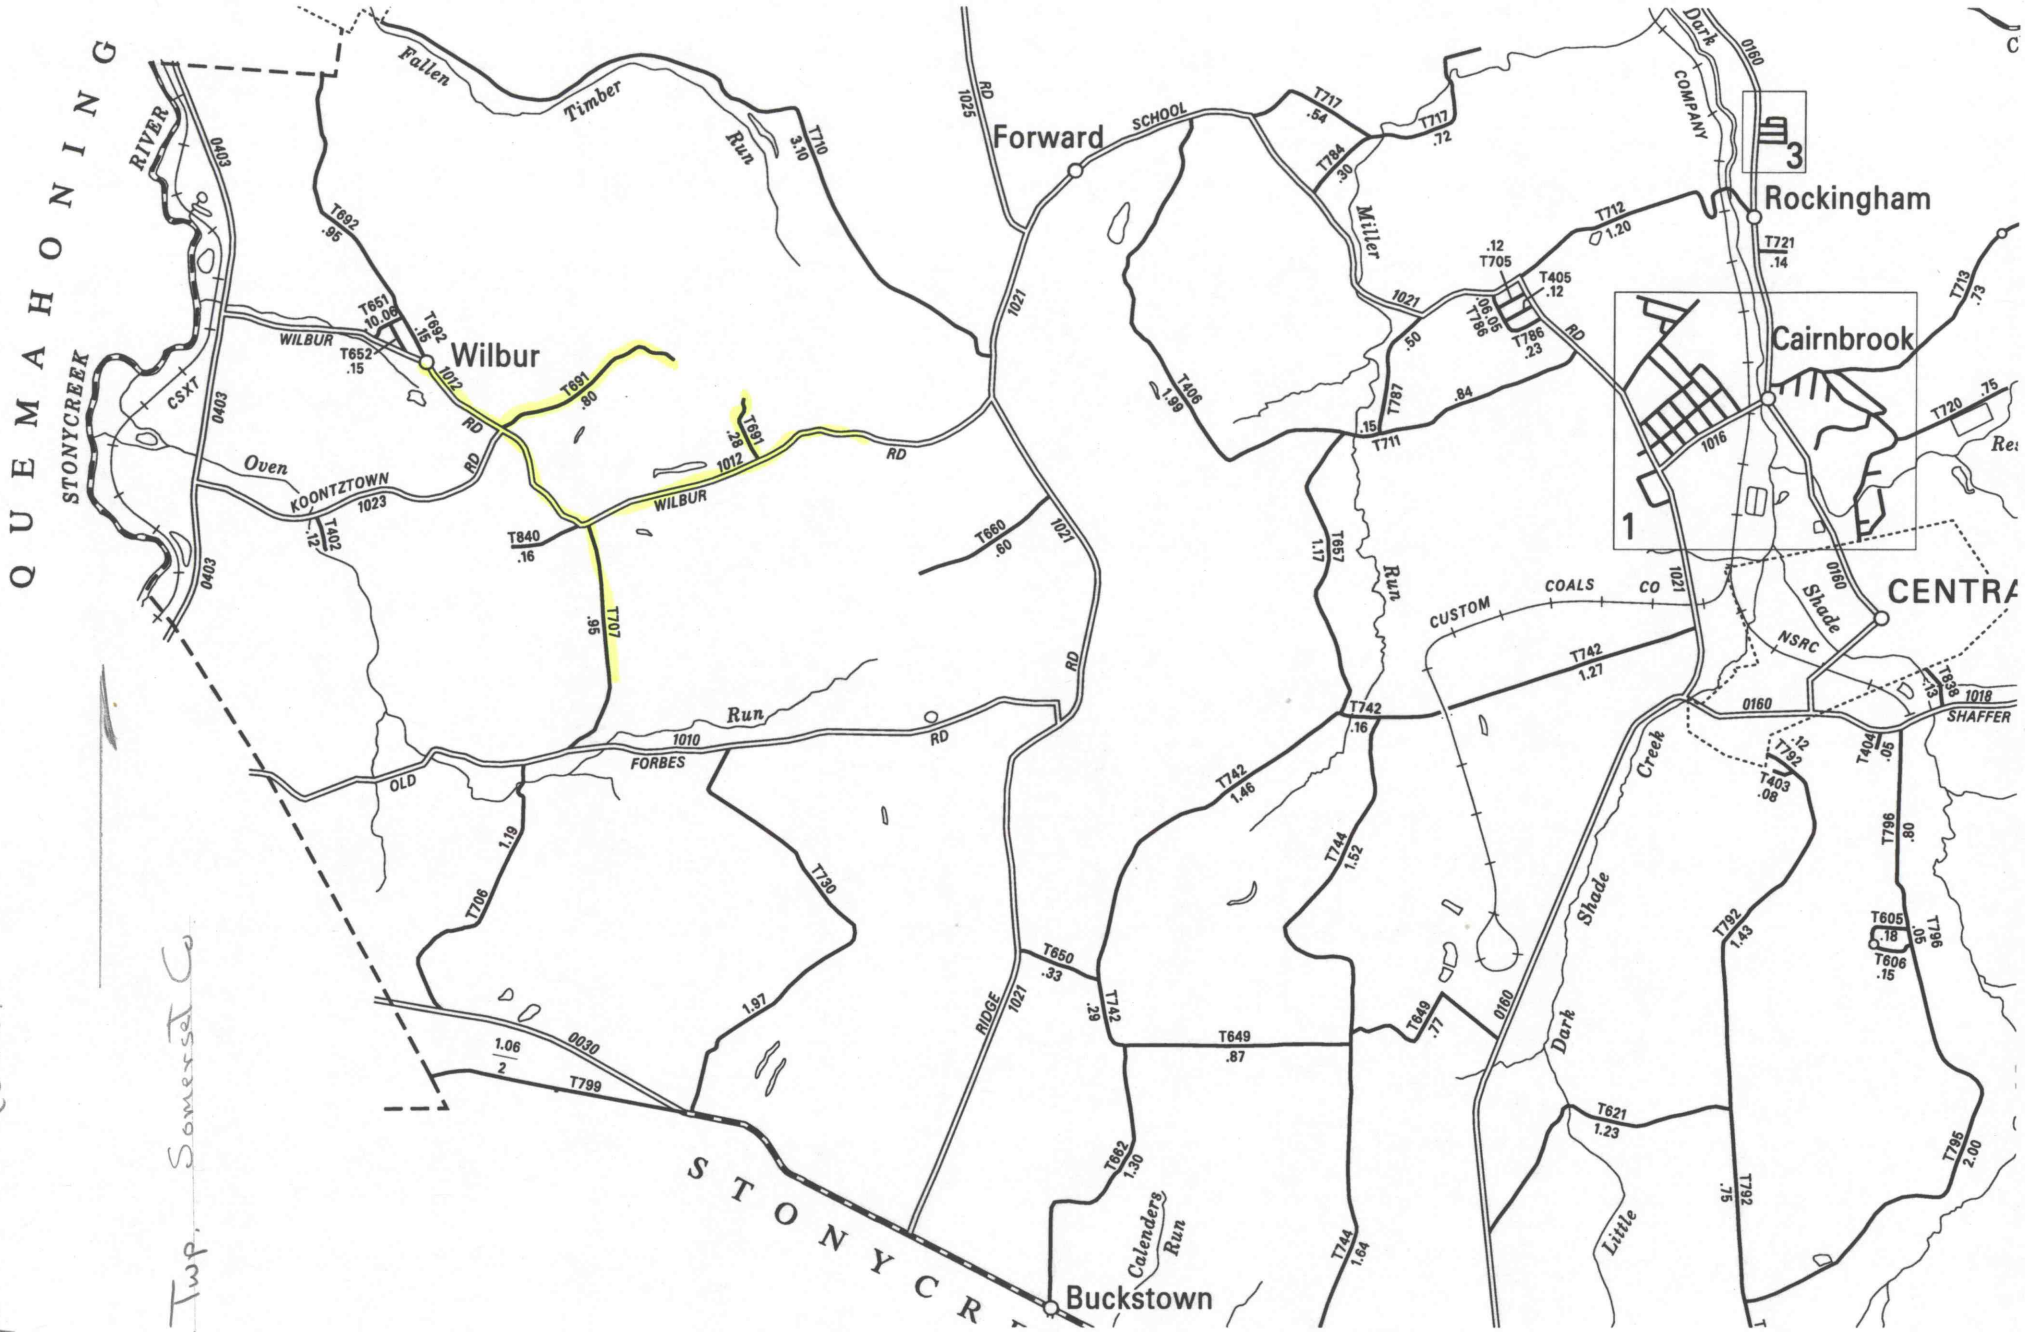 QUEMAHONING
STONYCREEK
RIVER
0403
CSXT
0403
0403
Fallen
Timber
Run
T710
3.10
T692
.95
T651
10.06
T692
.15
WILBUR
T652
.15
Wilbur
1012
RD
T691
.80
T691
.28
1012
WILBUR
RD
Oven
KOONTZTOWN
1023
RD
T402
.12
T840
.16
T707
.95
T660
.60
RD
1025
Forward
SCHOOL
1021
1021
RD
T717
.54
T717
.72
T784
.30
Miller
T406
1.99
1021
.50
T787
.12
T705
T405
.12
.06.05
T786
T786
.23
RD
.84
.15
T711
T712
1.20
Dark
0160
COMPANY
3
Rockingham
T721
.14
T713
.73
Cairnbrook
1016
1
T720
.75
T657
1.17
Run
CUSTOM
COALS
CO
1021
0160
Shade
CENTRA
NSRC
T742
1.27
T742
.16
T742
1.46
T838
.13
1018
SHAFFER
0160
T404
.05
.12
T792
T403
.08
Creek
Run
1010
OLD
FORBES
RD
T706
1.19
T730
1.97
T744
1.52
Shade
T792
1.43
T796
.80
T605
.18
T606
.15
T796
.05
T650
.33
RIDGE
1021
T742
.29
T649
.87
T649
.77
0160
Dark
0030
1.06
2
T799
T662
1.30
T621
1.23
T795
2.00
T792
.75
Little
T744
1.64
Calenders
Run
Buckstown
STONYCR
Twp. Somerset Co